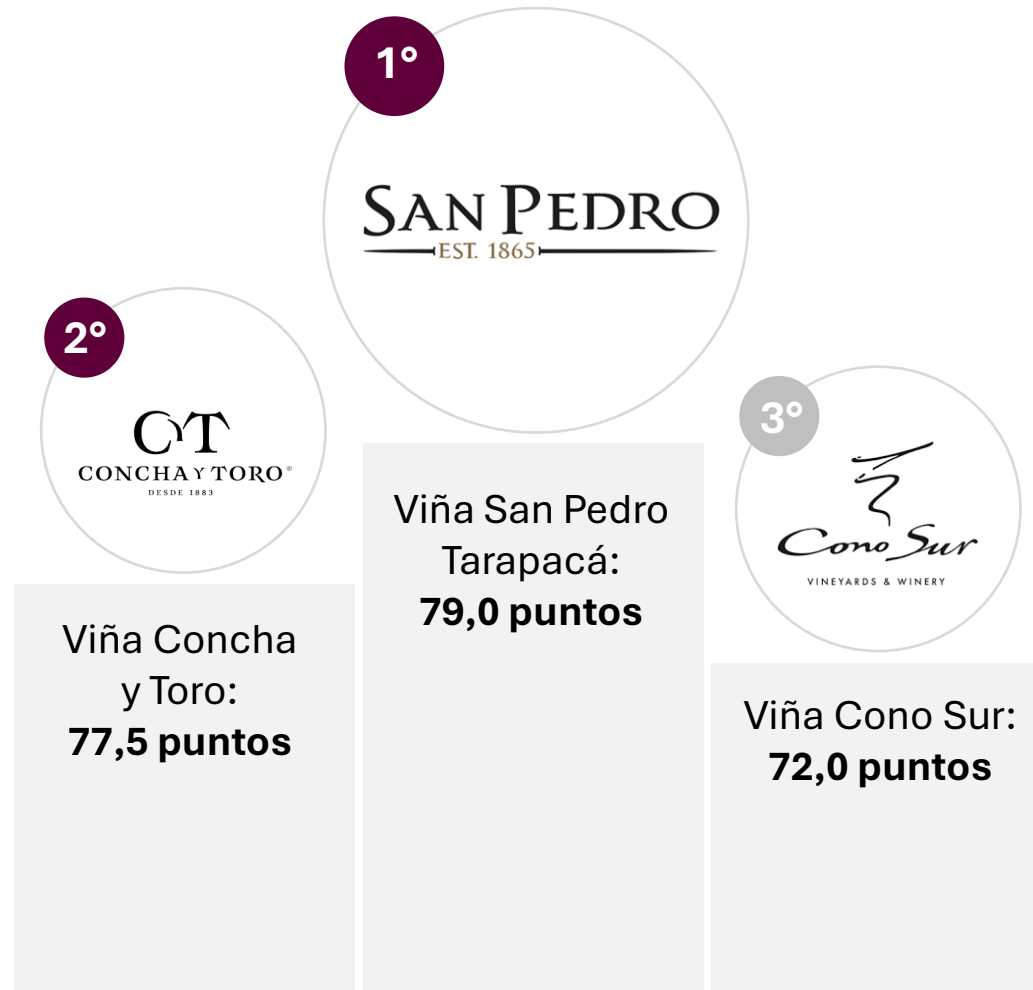 1°
SAN PEDRO
EST. 1865
Viña San Pedro
Tarapacá:
79,0 puntos
2°
CT
CONCHA Y TORO®
DESDE 1883
Viña Concha
y Toro:
77,5 puntos
3°
Cono Sur
VINEYARDS & WINERY
Viña Cono Sur:
72,0 puntos